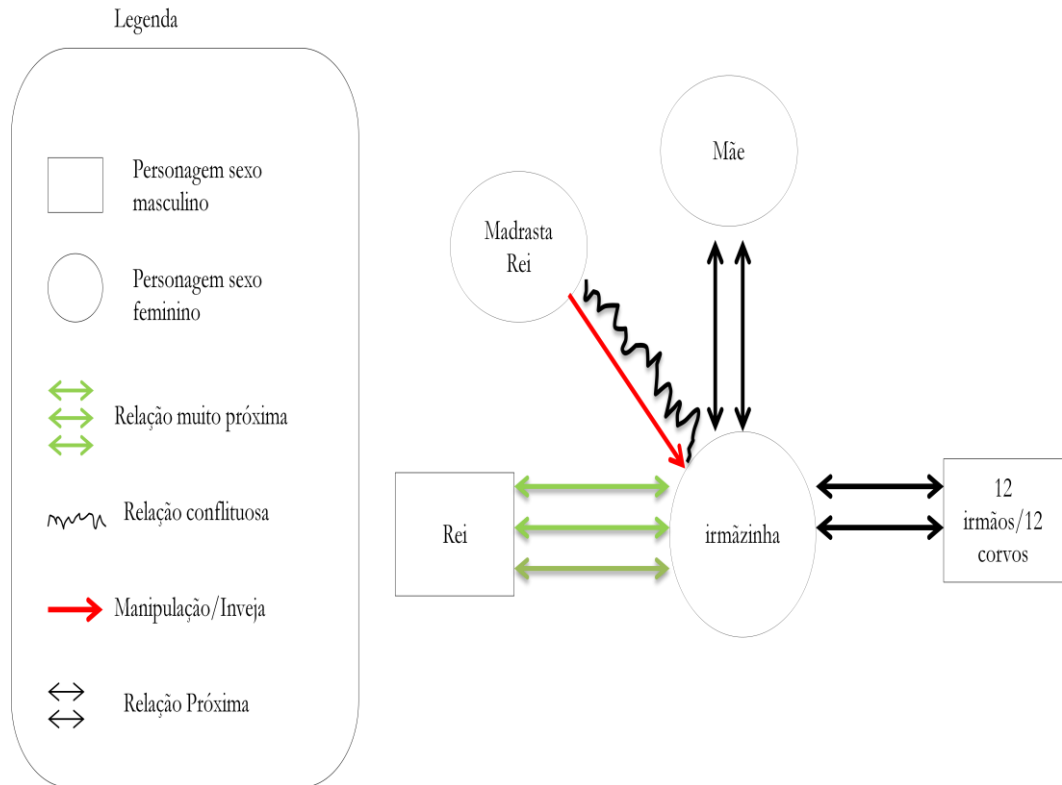 Legenda
Personagem sexo
masculino
Personagem sexo
feminino
Relação muito próxima
Relação conflituosa
Manipulação/Inveja
Relação Próxima
Mãe
Madrasta
Rei
Rei
irmãzinha
12
irmãos/12
corvos